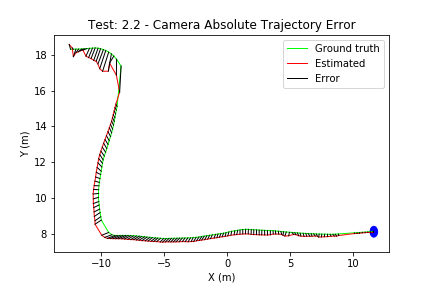 Test: 2.2 - Camera Absolute Trajectory Error
Ground truth
Estimated
Error
18
16
14
12
10
8
Y (m)
−10
−5
0
5
10
X (m)